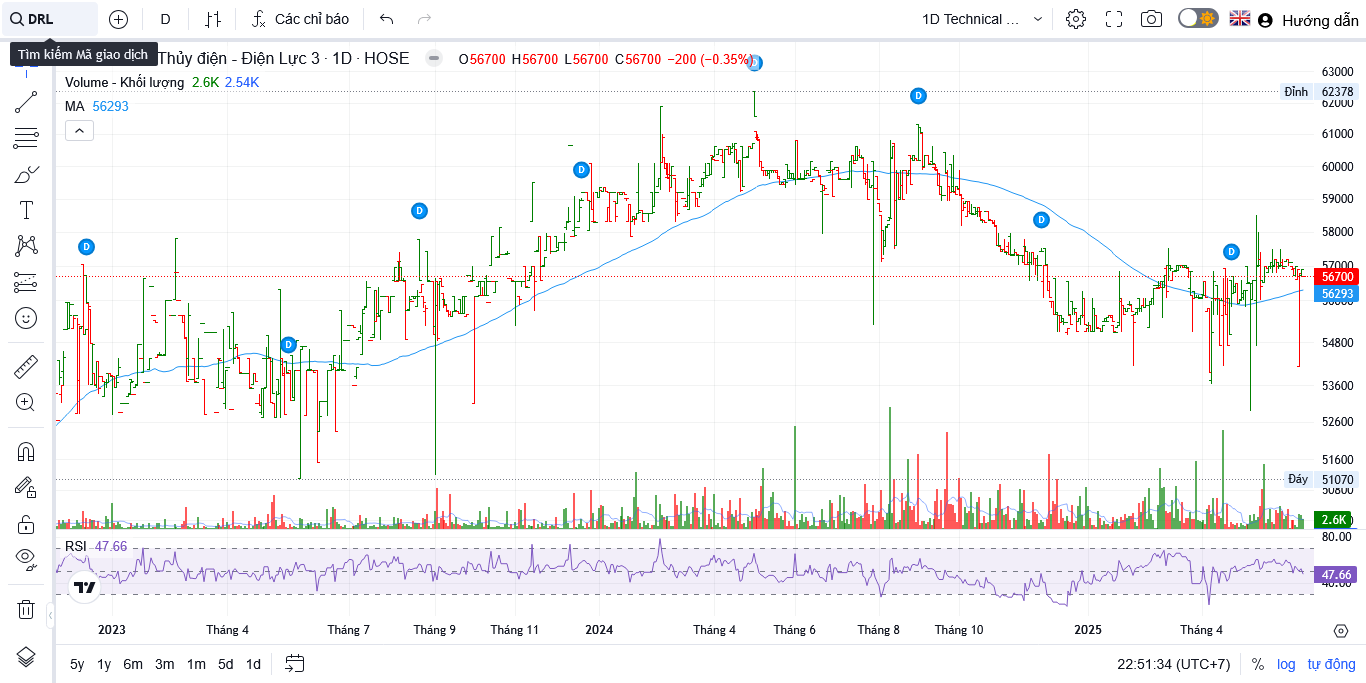 DRL
D
Các chỉ báo
1D Technical ...
Hướng dẫn
Tìm kiếm Mã giao dịch
Thủy điện - Điện Lực 3 · 1D · HOSE
O56700 H56700 L56700 C56700 −200 (−0.35%)
Volume - Khối lượng 2.6K 2.54K
MA 56293
D
D
D
D
D
D
D
D
63000
Đỉnh 62378
62000
61000
60000
59000
58000
57000
56700
56293
56000
54800
53600
52600
51600
Đáy 51070
50800
2.6K
RSI 47.66
80.00
47.66
40.00
2023
Tháng 4
Tháng 7
Tháng 9
Tháng 11
2024
Tháng 4
Tháng 6
Tháng 8
Tháng 10
2025
Tháng 4
5y 1y 6m 3m 1m 5d 1d
22:51:34 (UTC+7)
% log tự động